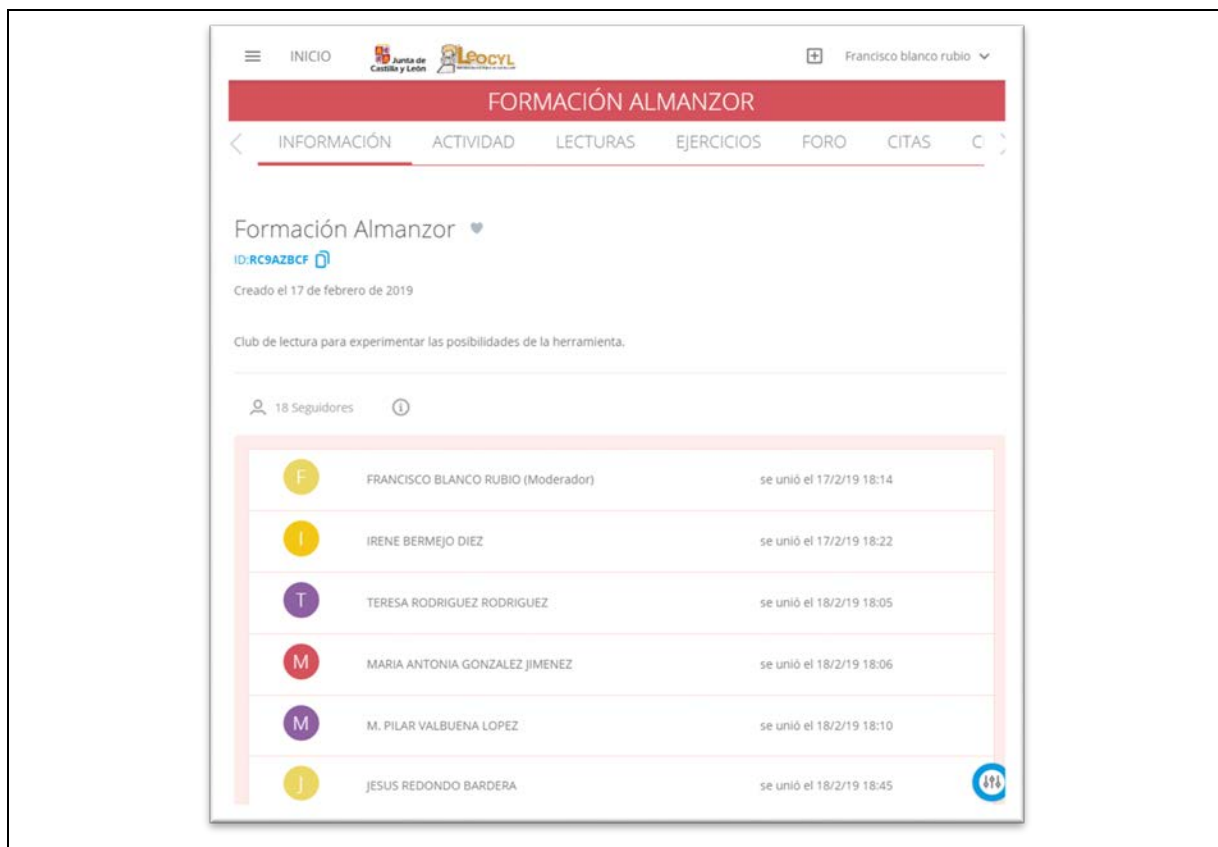 INICIO Junta de Castilla y León LEOCYL Francisco blanco rubio
FORMACIÓN ALMANZOR
INFORMACIÓN ACTIVIDAD LECTURAS EJERCICIOS FORO CITAS C
Formación Almanzor
ID:RC9AZBCF
Creado el 17 de febrero de 2019
Club de lectura para experimentar las posibilidades de la herramienta.
18 Seguidores
F FRANCISCO BLANCO RUBIO (Moderador) se unió el 17/2/19 18:14
I IRENE BERMEJO DIEZ se unió el 17/2/19 18:22
T TERESA RODRIGUEZ RODRIGUEZ se unió el 18/2/19 18:05
M MARIA ANTONIA GONZALEZ JIMENEZ se unió el 18/2/19 18:06
M M. PILAR VALBUENA LOPEZ se unió el 18/2/19 18:10
J JESUS REDONDO BARDERA se unió el 18/2/19 18:45